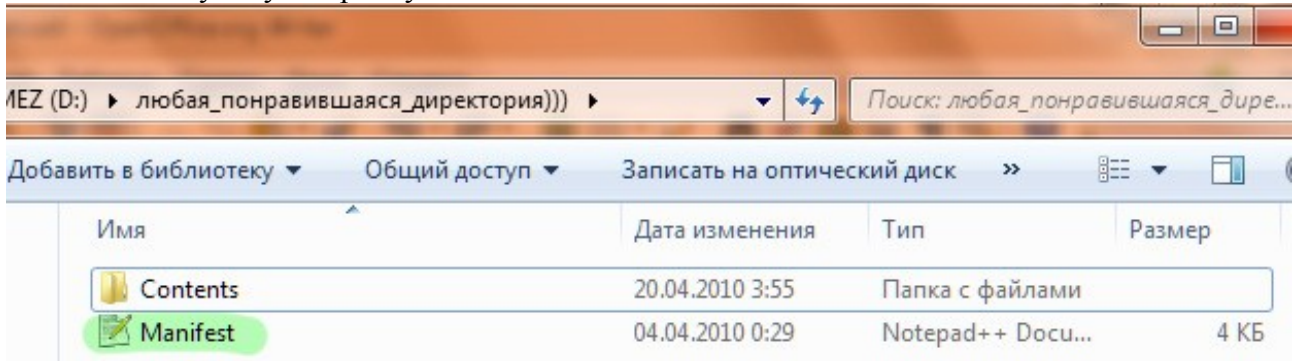 MEZ (D:) ▸ любая_понравившаяся_директория))) ▸ Поиск: любая_понравившаяся_дире...
Добавить в библиотеку ▼ Общий доступ ▼ Записать на оптический диск »
Имя Дата изменения Тип Размер
Contents 20.04.2010 3:55 Папка с файлами
Manifest 04.04.2010 0:29 Notepad++ Docu... 4 КБ